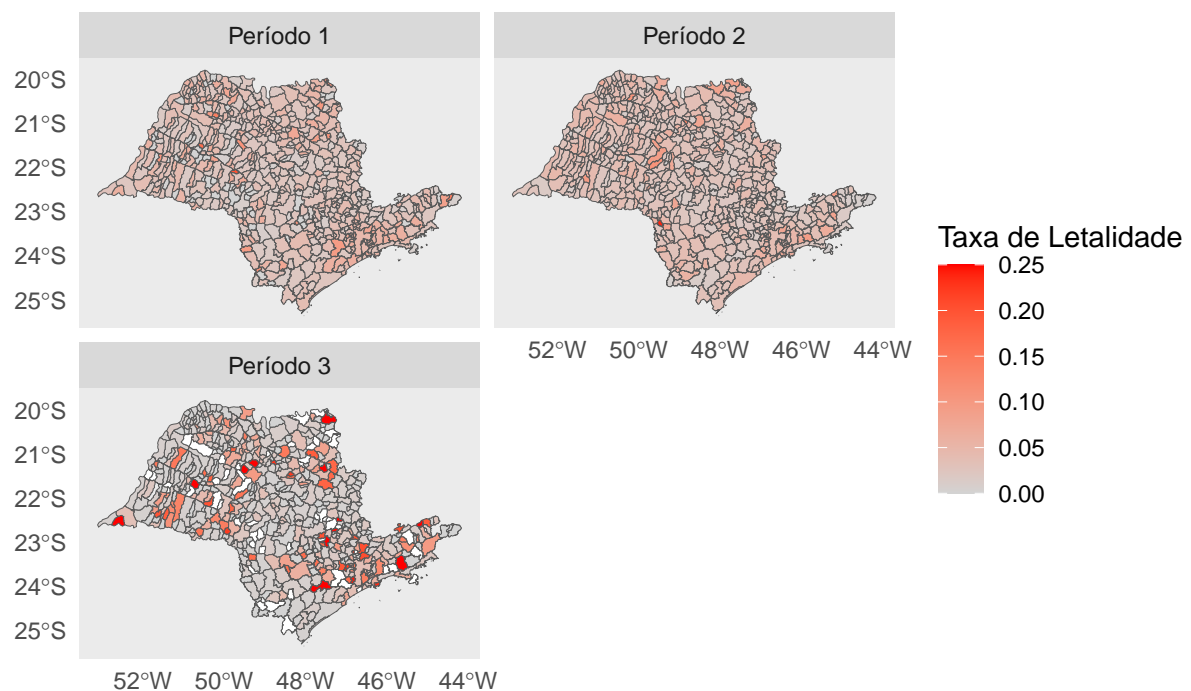 Período 1
Período 2
20°S
21°S
22°S
23°S
24°S
25°S
52°W 50°W 48°W 46°W 44°W
Taxa de Letalidade
0.25
0.20
0.15
0.10
0.05
0.00
Período 3
20°S
21°S
22°S
23°S
24°S
25°S
52°W 50°W 48°W 46°W 44°W